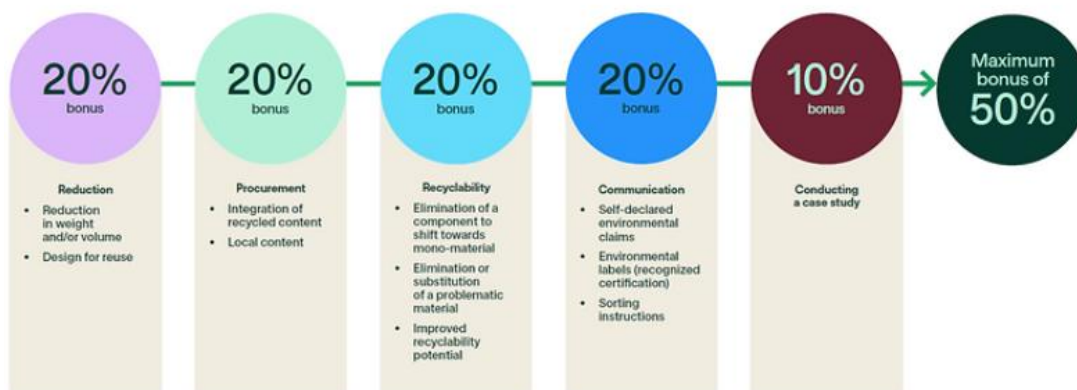 20%
bonus
20%
bonus
20%
bonus
20%
bonus
10%
bonus
Maximum
bonus of
50%
Reduction
• Reduction
in weight
and/or volume
• Design for reuse
Procurement
• Integration of
recycled content
• Local content
Recyclability
• Elimination of a
component to
shift towards
mono-material
• Elimination or
substitution
of a problematic
material
• Improved
recyclability
potential
Communication
• Self-declared
environmental
claims
• Environmental
labels (recognized
certification)
• Sorting
instructions
Conducting
a case study